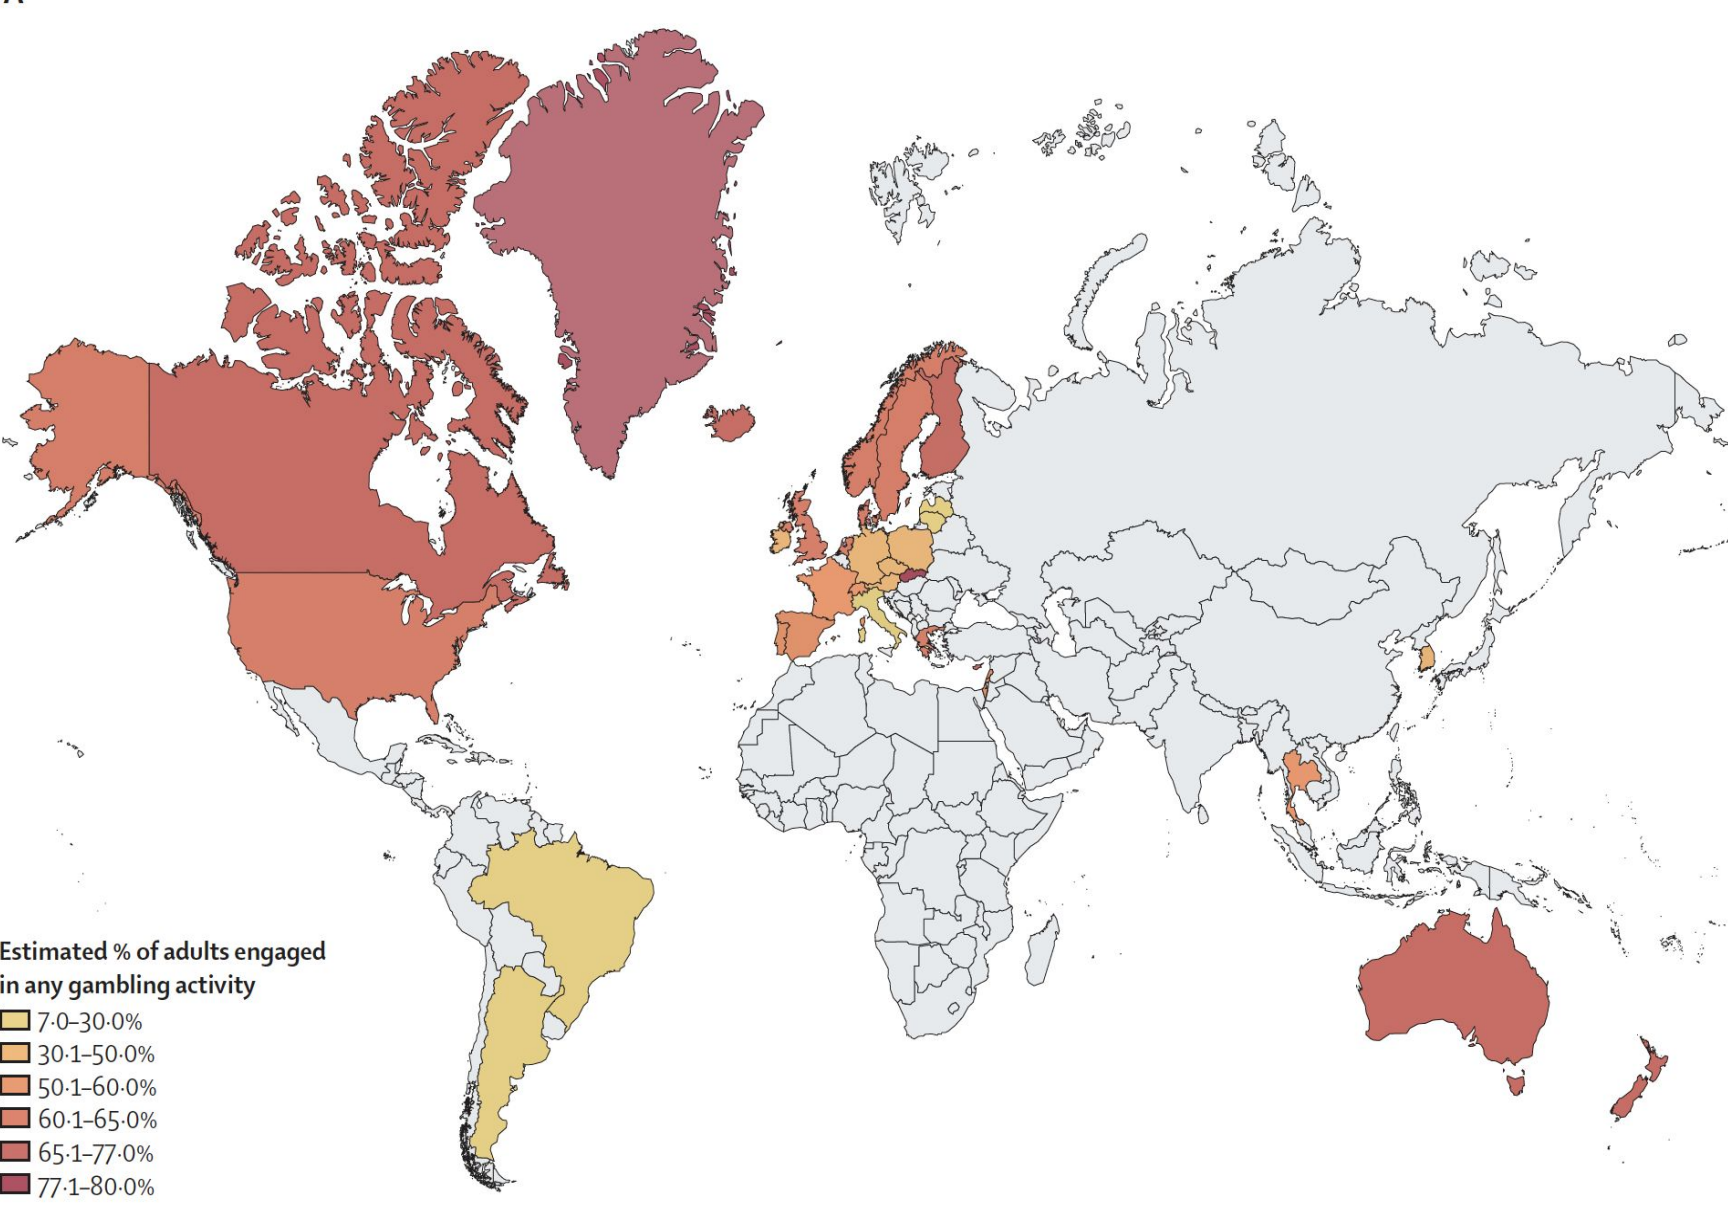 A
Estimated % of adults engaged
in any gambling activity
7·0–30·0%
30·1–50·0%
50·1–60·0%
60·1–65·0%
65·1–77·0%
77·1–80·0%